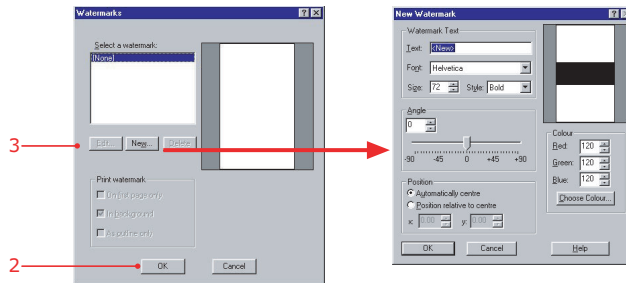 Watermarks
Select a watermark:
[None]
3
Edit... New... Delete
Print watermark
On first page only
In background
As outline only
2
OK Cancel
New Watermark
Watermark Text
Text: <New>
Font: Helvetica
Size: 72 Style: Bold
Angle
0
-90 -45 0 +45 +90
Position
Automatically centre
Position relative to centre
x: 0.00 y: 0.00
Colour
Red: 120
Green: 120
Blue: 120
Choose Colour...
OK Cancel Help